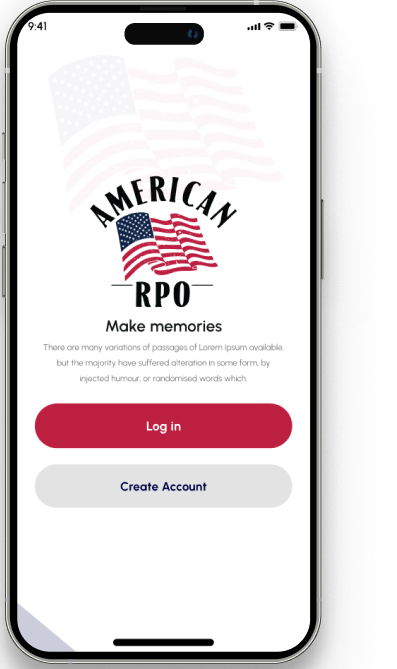 9:41
AMERICAN
RPO
Make memories
There are many variations of passages of Lorem Ipsum available,
but the majority have suffered alteration in some form, by
injected humour, or randomised words which
Log in
Create Account